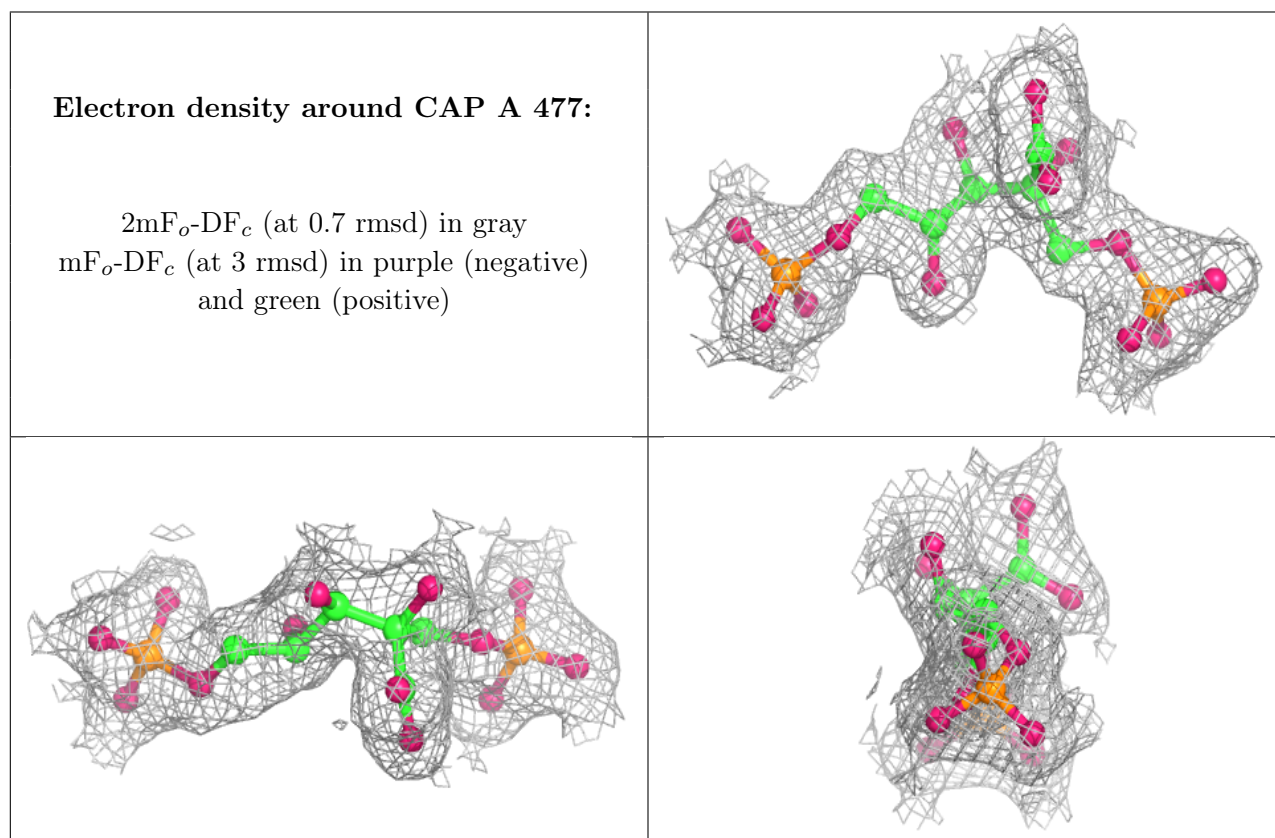 Electron density around CAP A 477:
2mFo-DFc (at 0.7 rmsd) in gray
mFo-DFc (at 3 rmsd) in purple (negative)
and green (positive)